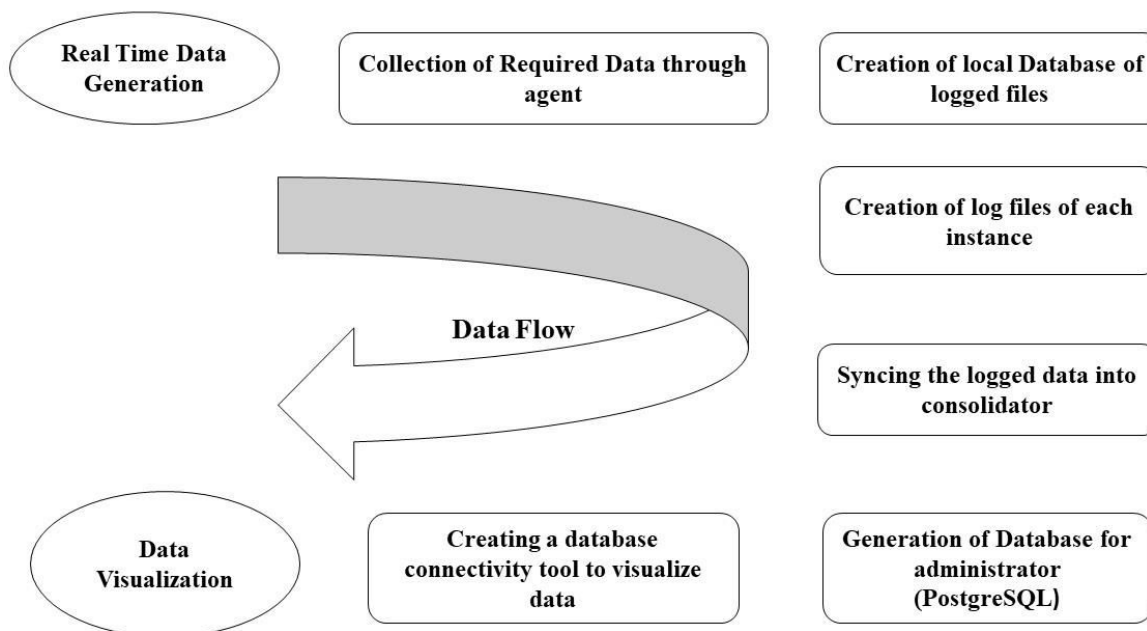 Real Time Data
Generation
Collection of Required Data through
agent
Creation of local Database of
logged files
Creation of log files of each
instance
Data Flow
Syncing the logged data into
consolidator
Data
Visualization
Creating a database
connectivity tool to visualize
data
Generation of Database for
administrator
(PostgreSQL)